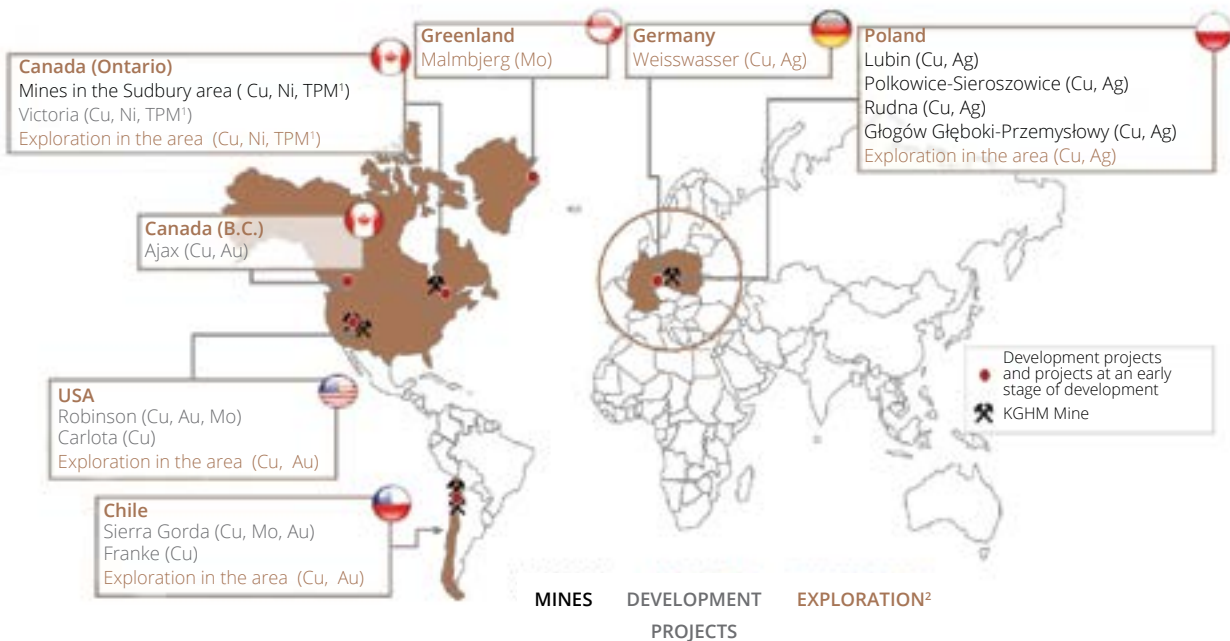 Greenland
Malmbjerg (Mo)
Germany
Weisswasser (Cu, Ag)
Poland
Lubin (Cu, Ag)
Polkowice-Sieroszowice (Cu, Ag)
Rudna (Cu, Ag)
Głogów Głęboki-Przemysłowy (Cu, Ag)
Exploration in the area (Cu, Ag)
Canada (Ontario)
Mines in the Sudbury area ( Cu, Ni, TPM¹)
Victoria (Cu, Ni, TPM¹)
Exploration in the area (Cu, Ni, TPM¹)
Canada (B.C.)
Ajax (Cu, Au)
USA
Robinson (Cu, Au, Mo)
Carlota (Cu)
Exploration in the area (Cu, Au)
Chile
Sierra Gorda (Cu, Mo, Au)
Franke (Cu)
Exploration in the area (Cu, Au)
Development projects
and projects at an early
stage of development
KGHM Mine
MINES DEVELOPMENT EXPLORATION²
PROJECTS